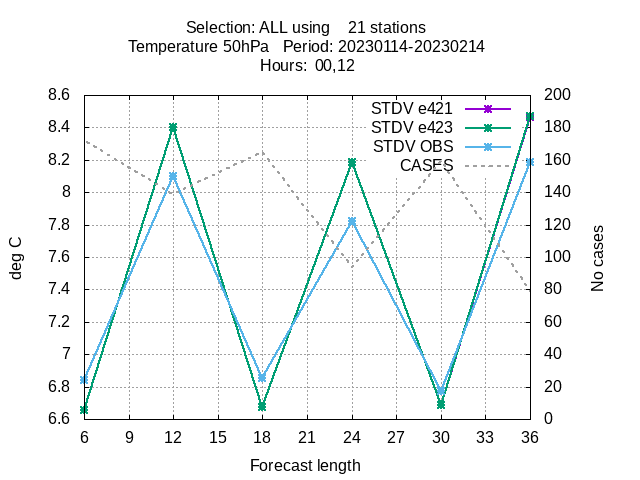 Selection: ALL using    21 stations
Temperature 50hPa   Period: 20230114-20230214
Hours:  00,12
8.6
8.4
8.2
8
7.8
7.6
7.4
7.2
7
6.8
6.6
deg C
STDV e421
STDV e423
STDV OBS
CASES
200
180
160
140
120
100
80
60
40
20
0
No cases
6 9 12 15 18 21 24 27 30 33 36
Forecast length